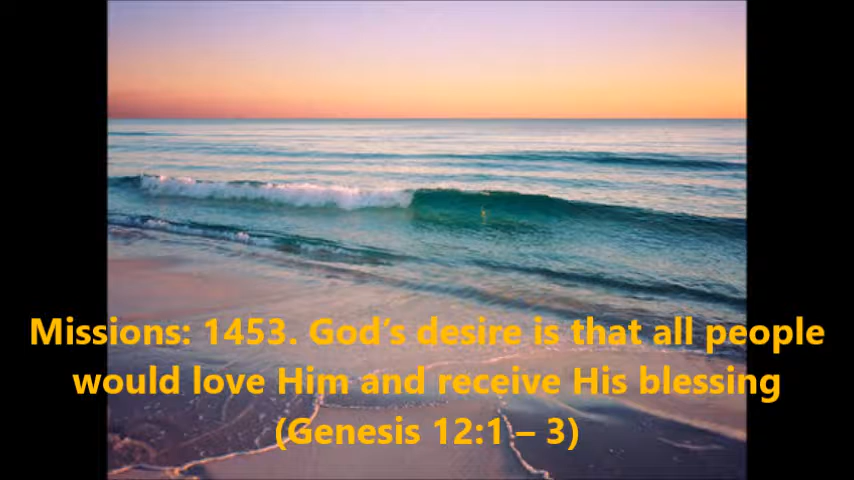 Missions: 1453. God’s desire is that all people
would love Him and receive His blessing
(Genesis 12:1 – 3)